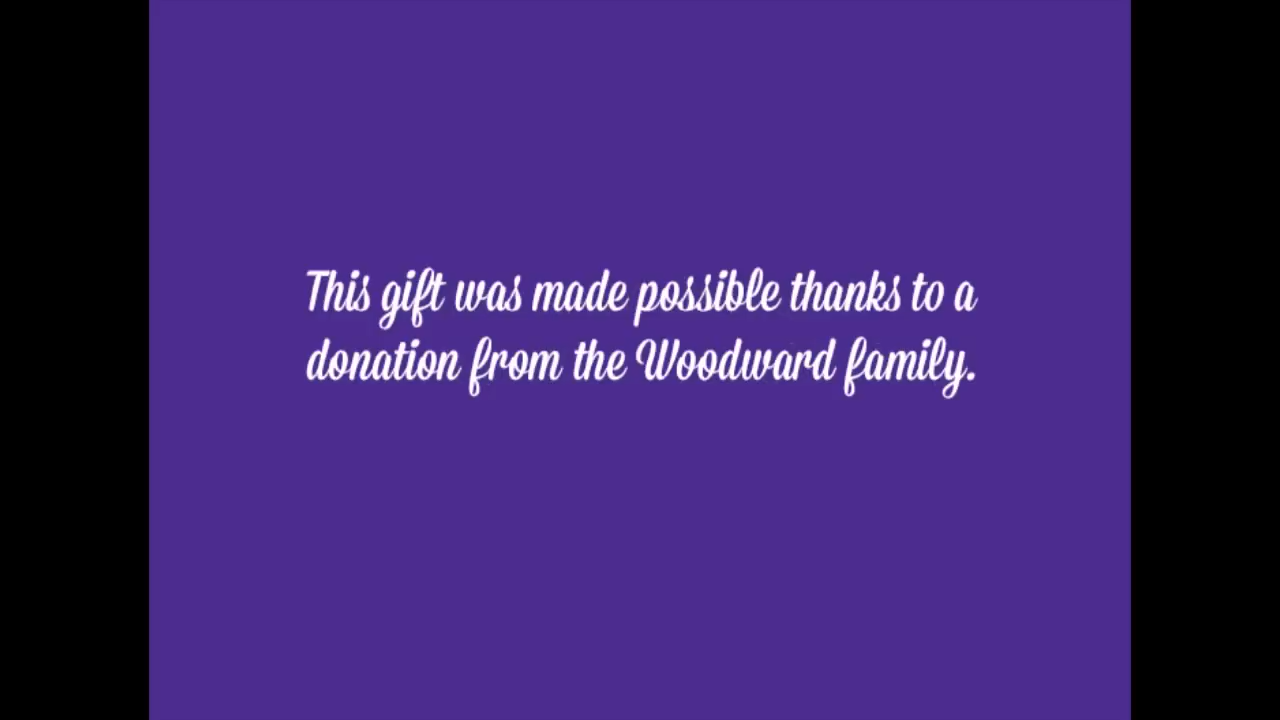 This gift was made possible thanks to a
donation from the Woodward family.